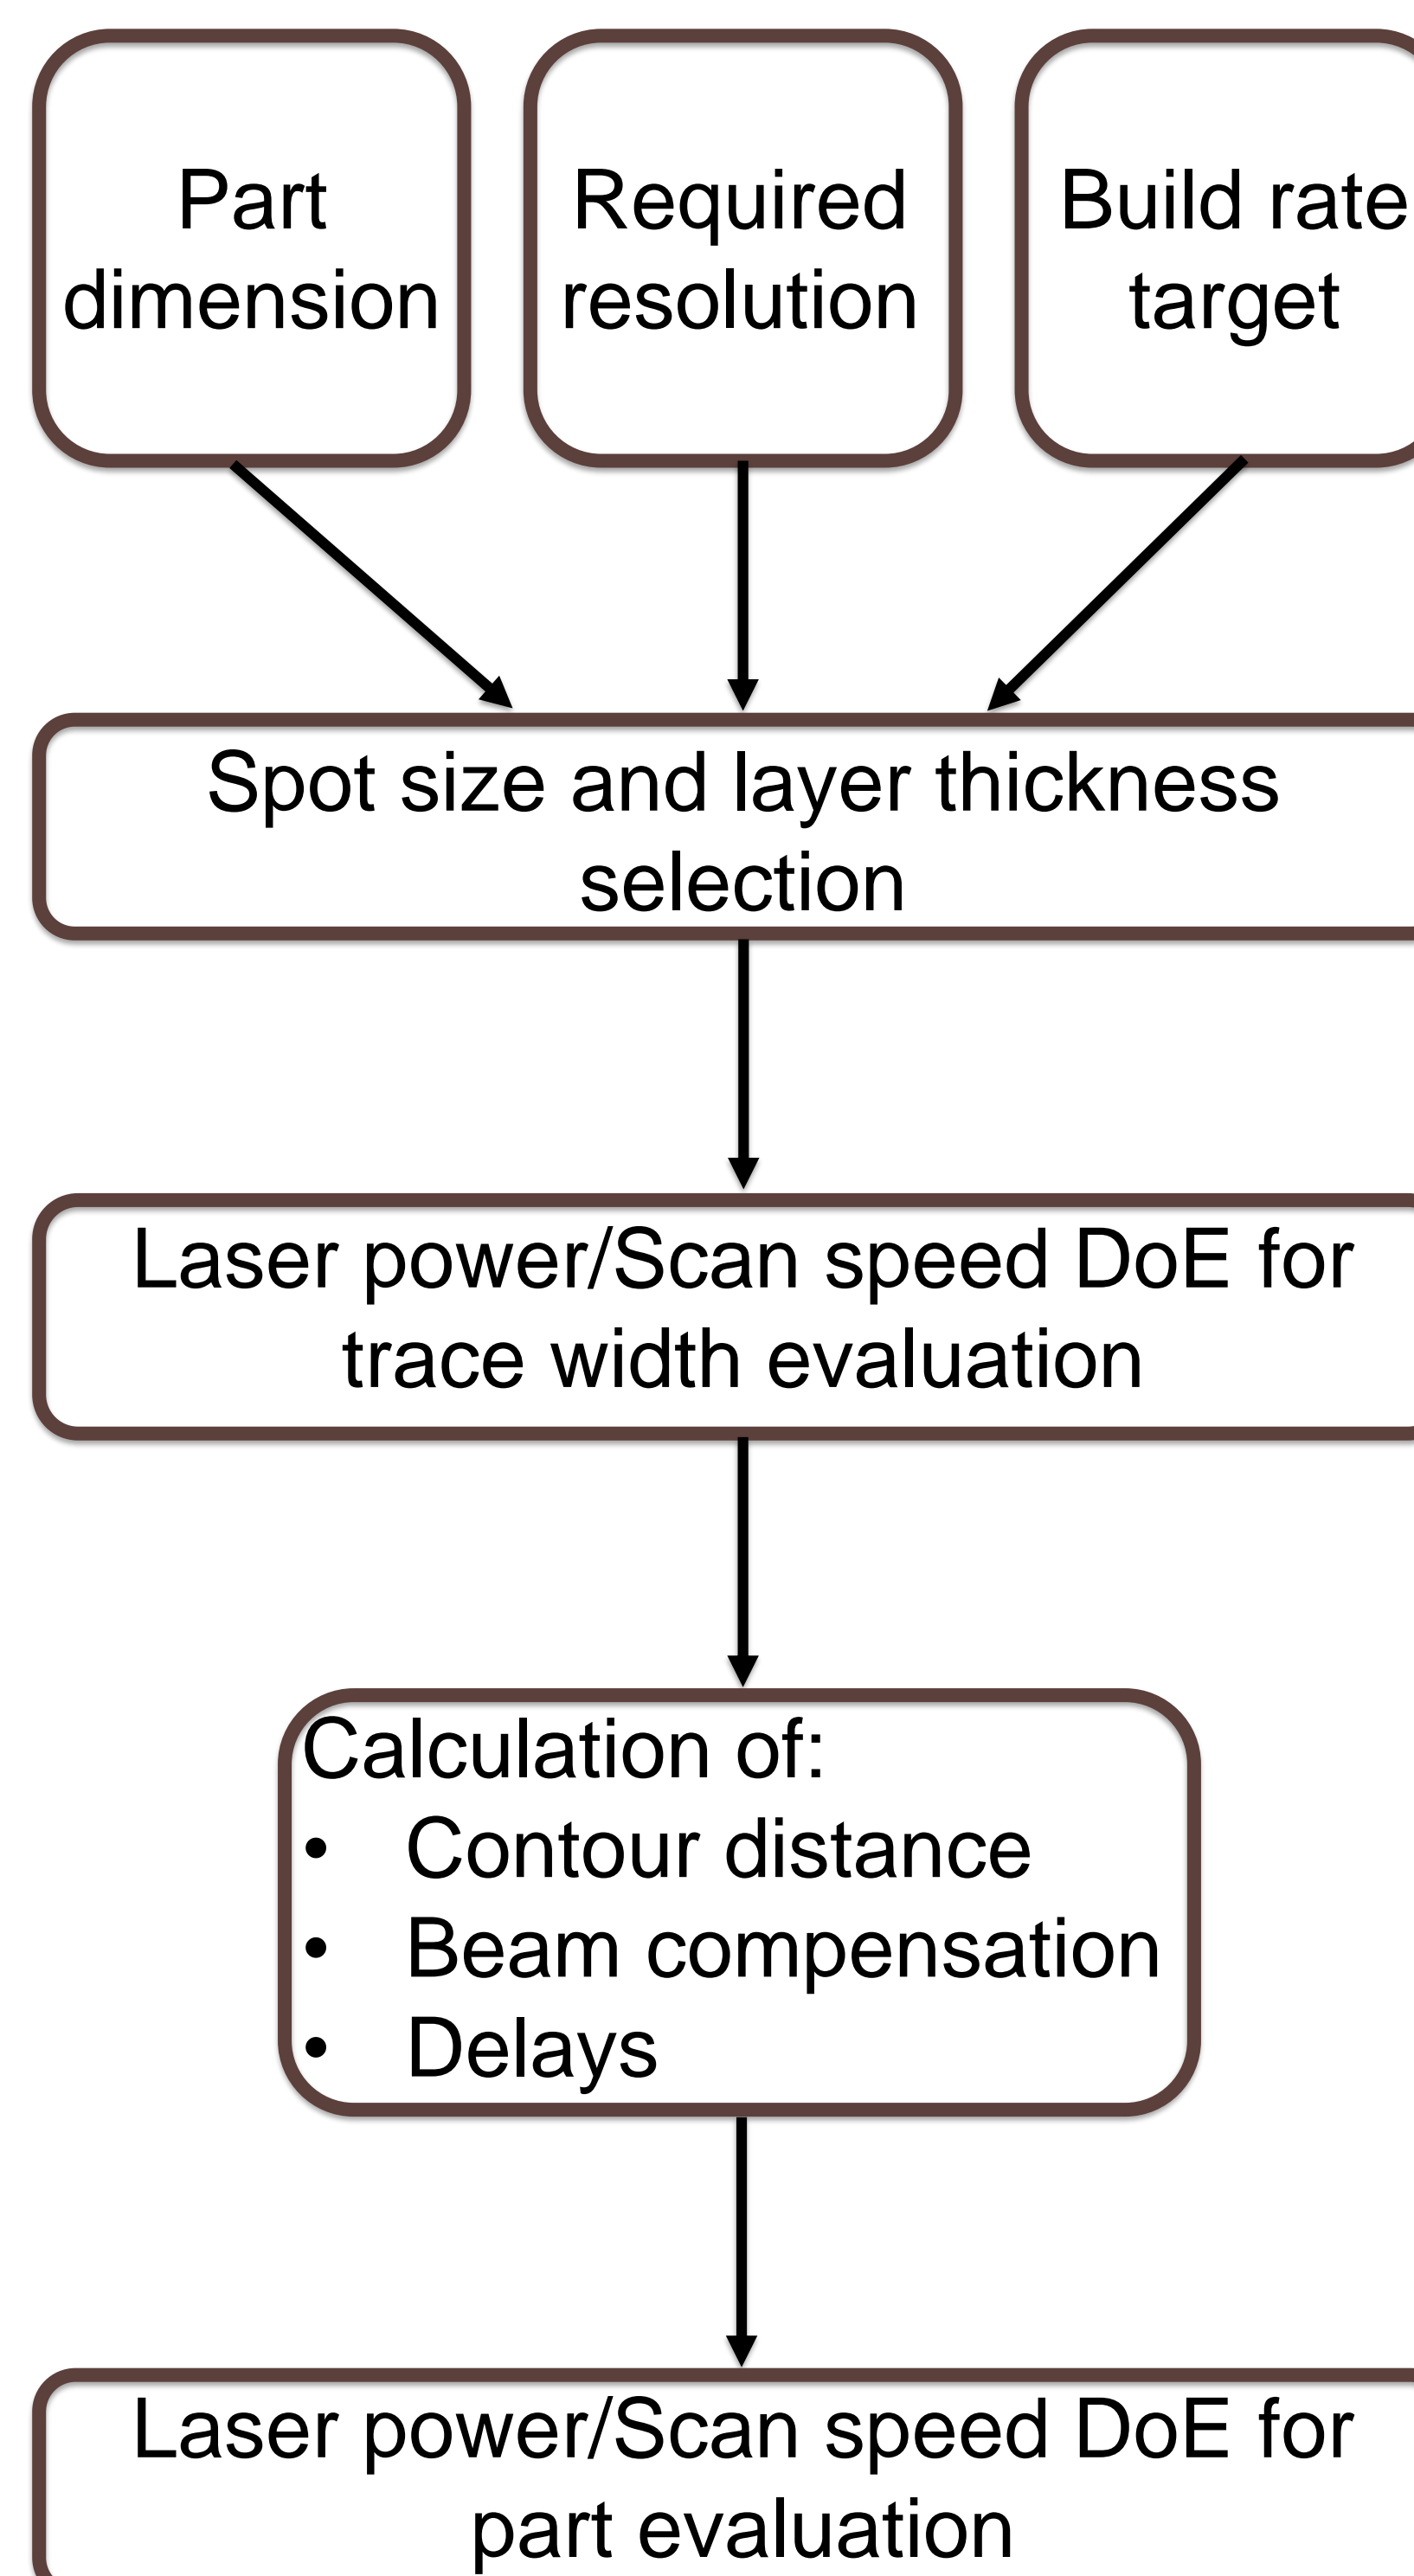 Part
dimension
Required
resolution
Build rate
target
Spot size and layer thickness
selection
Laser power/Scan speed DoE for
trace width evaluation
Calculation of:
• Contour distance
• Beam compensation
• Delays
Laser power/Scan speed DoE for
part evaluation